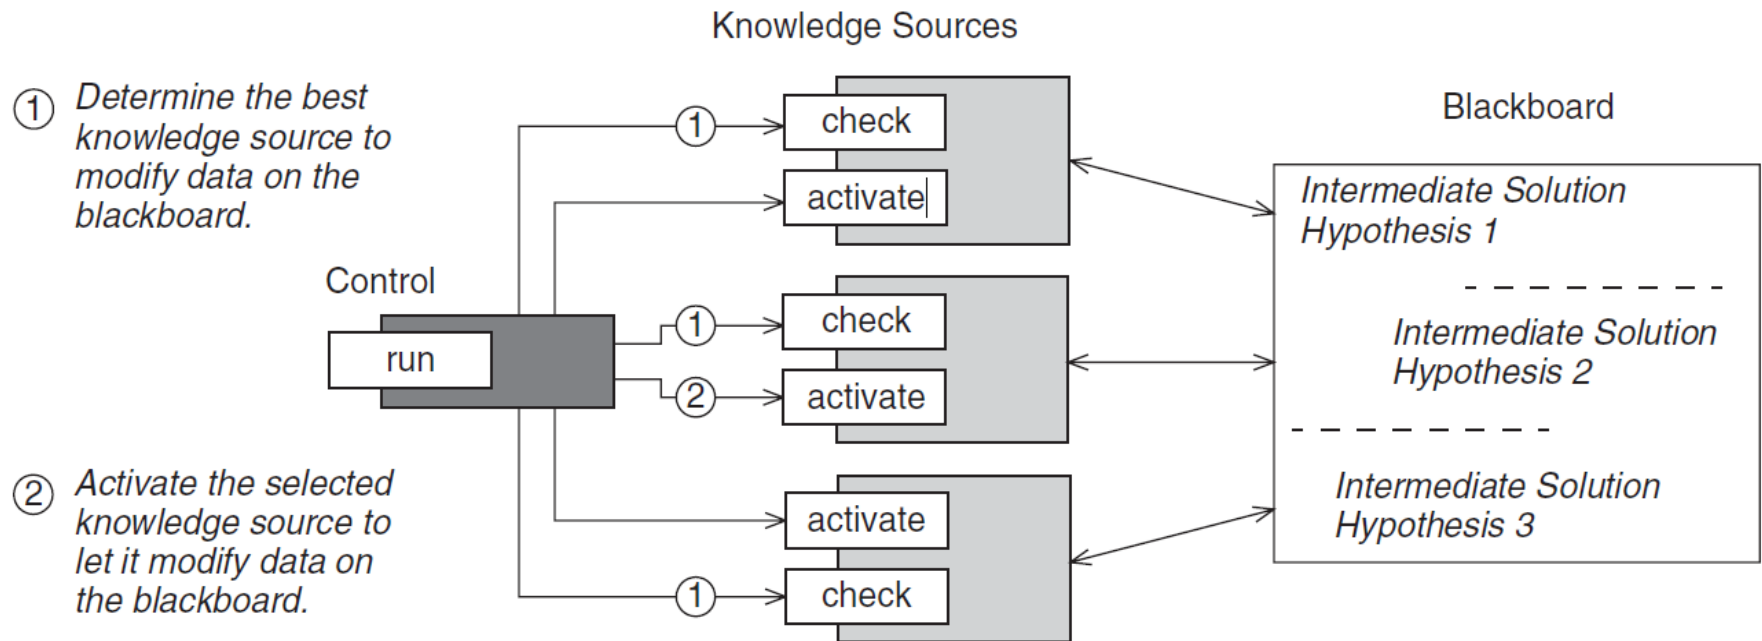 Knowledge Sources
1 Determine the best
knowledge source to
modify data on the
blackboard.
1
check
activate
Blackboard
Intermediate Solution
Hypothesis 1
Control
run
1
check
2
activate
Intermediate Solution
Hypothesis 2
2 Activate the selected
knowledge source to
let it modify data on
the blackboard.
activate
1
check
Intermediate Solution
Hypothesis 3